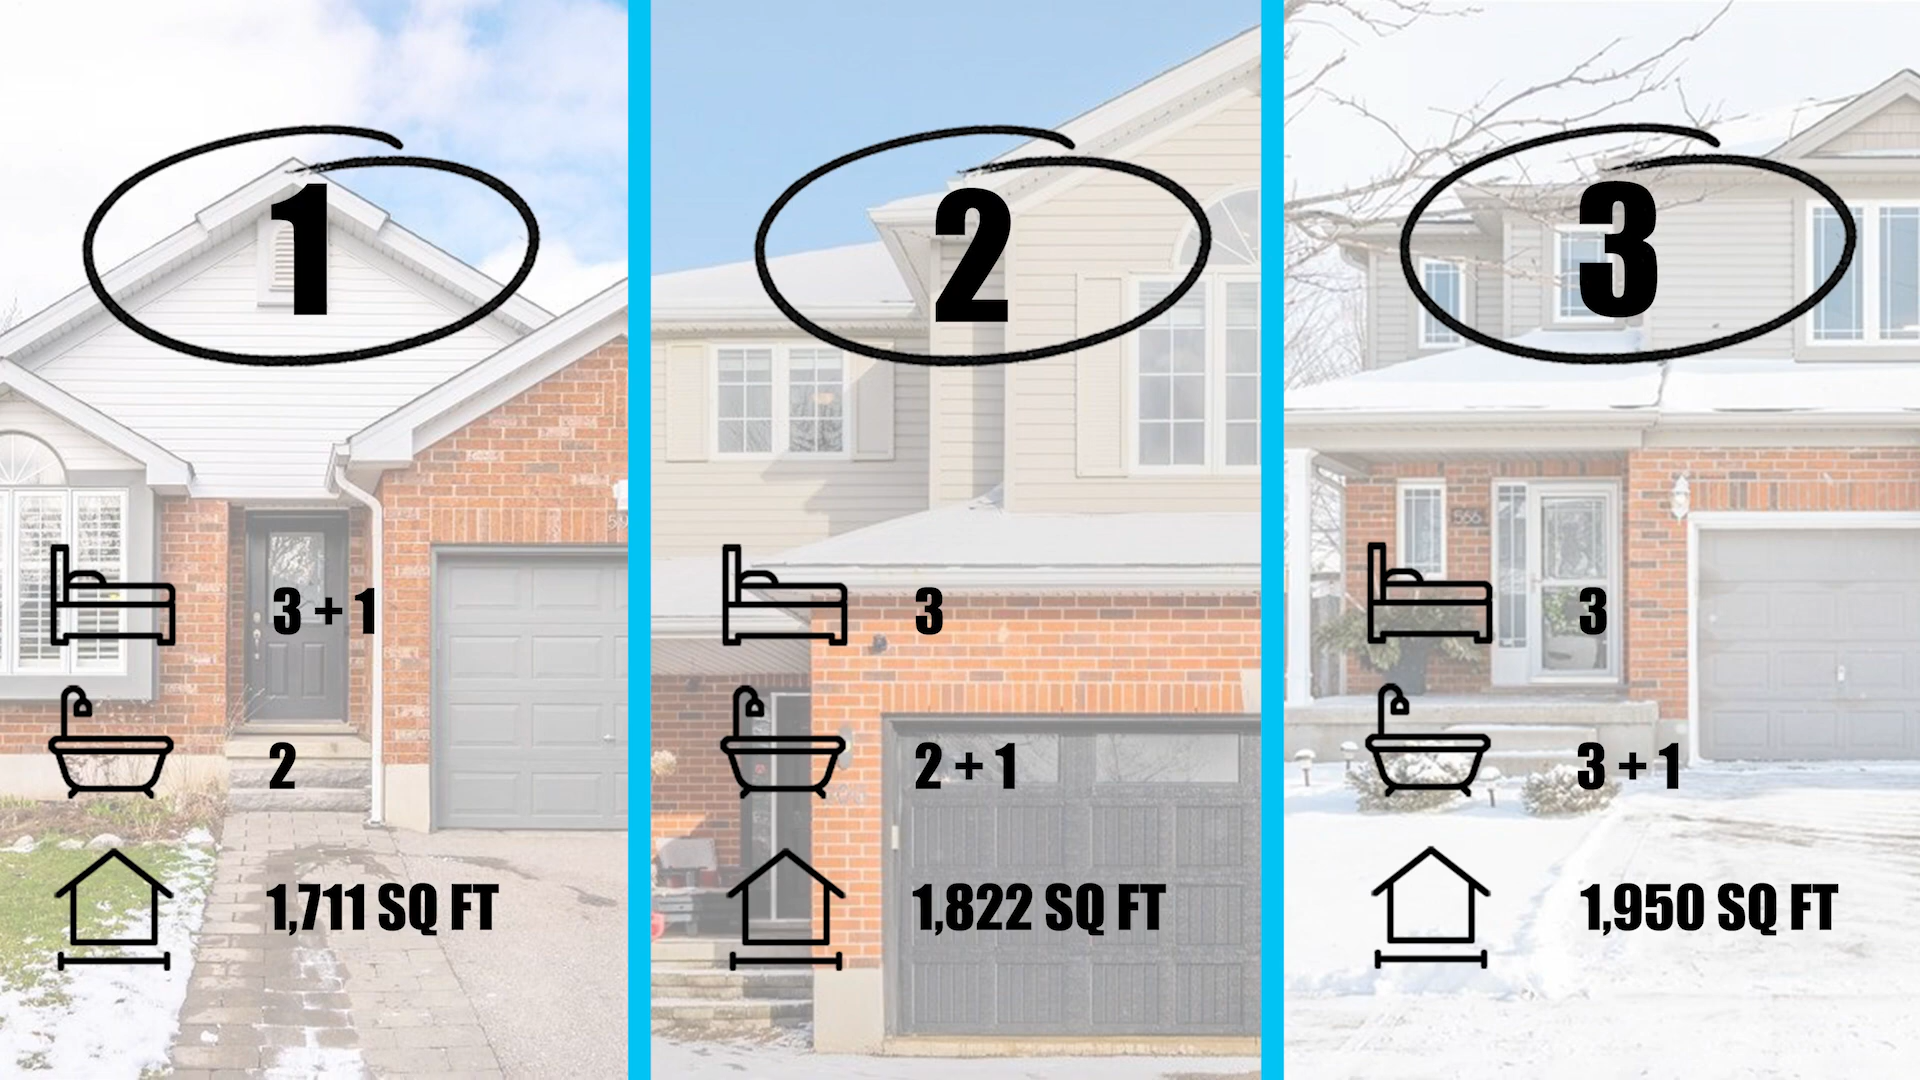 1
3 + 1
2
1,711 SQ FT
2
3
2 + 1
1,822 SQ FT
3
566
3
3 + 1
1,950 SQ FT